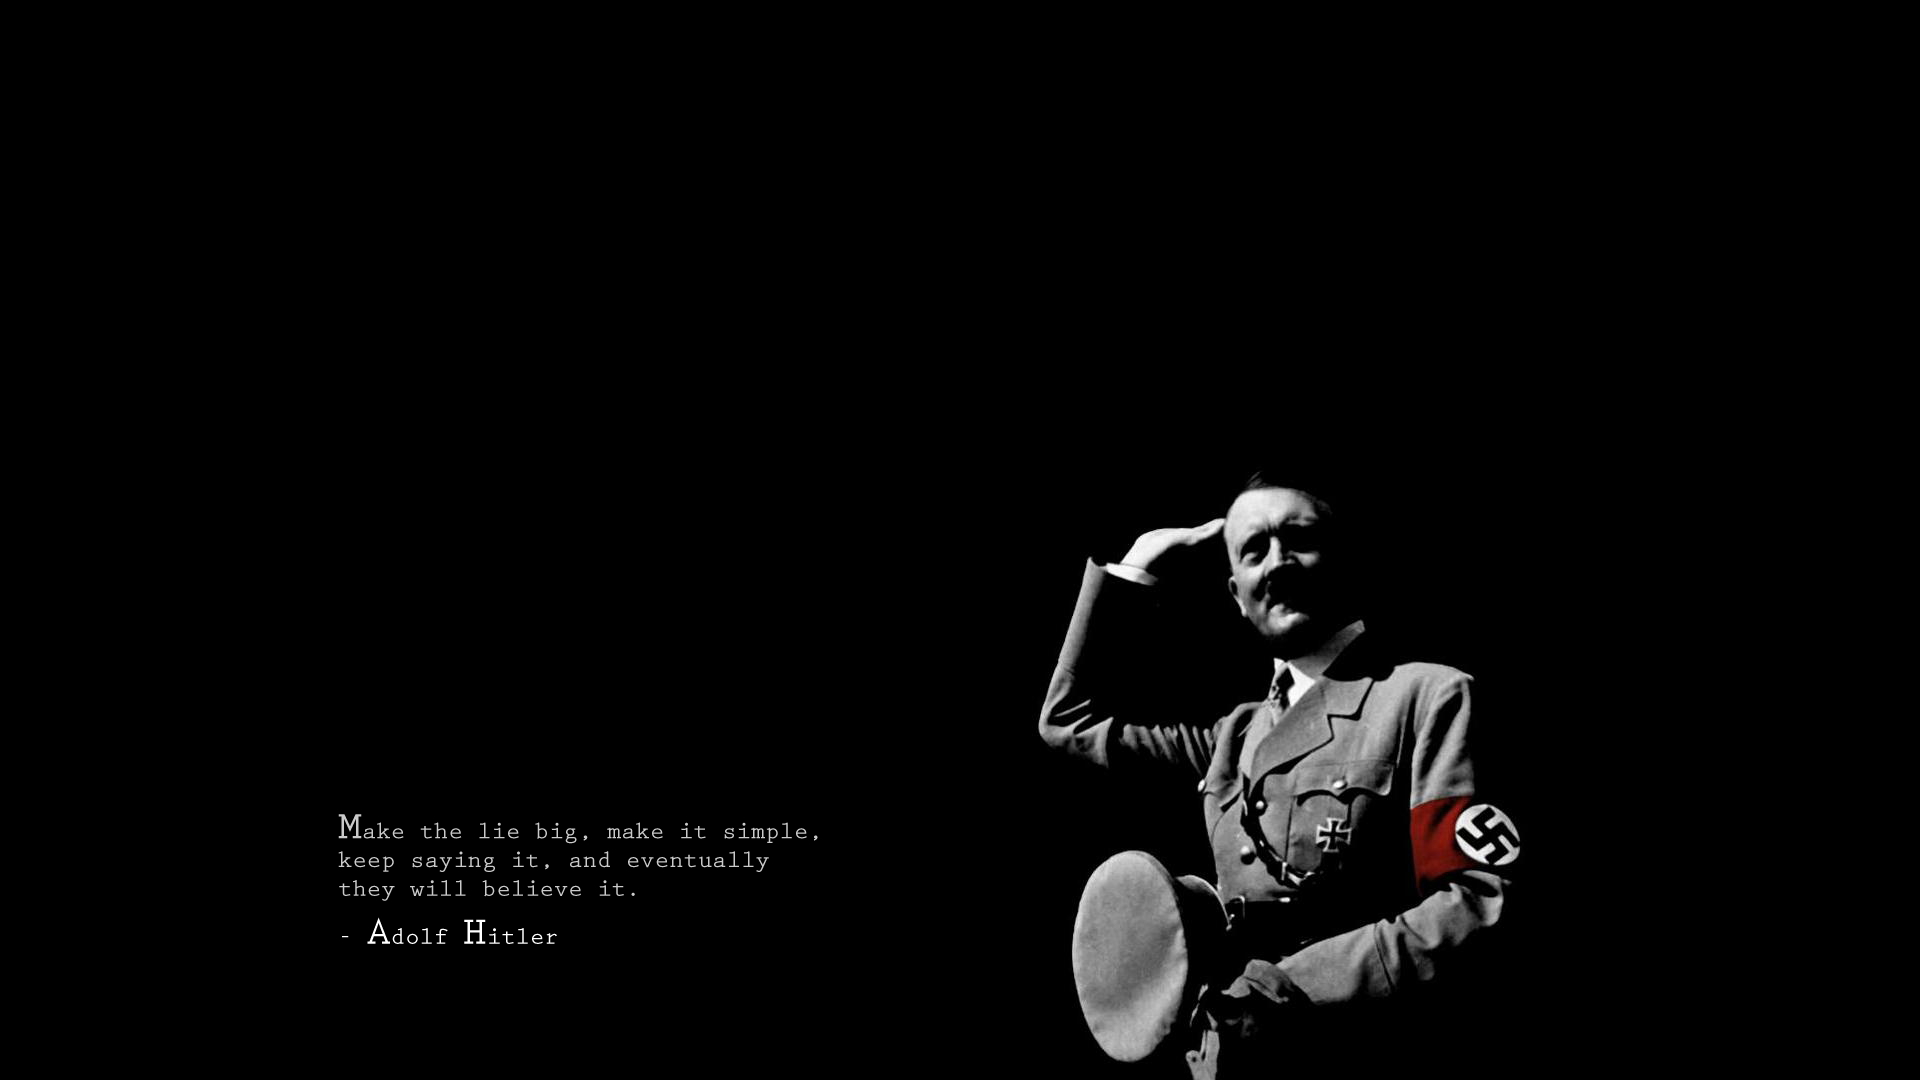 Make the lie big, make it simple,
keep saying it, and eventually
they will believe it.
- Adolf Hitler